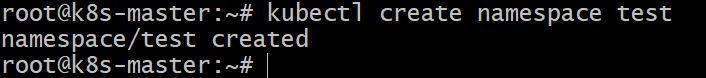 root@k8s-master:~# kubectl create namespace test
namespace/test created
root@k8s-master:~#